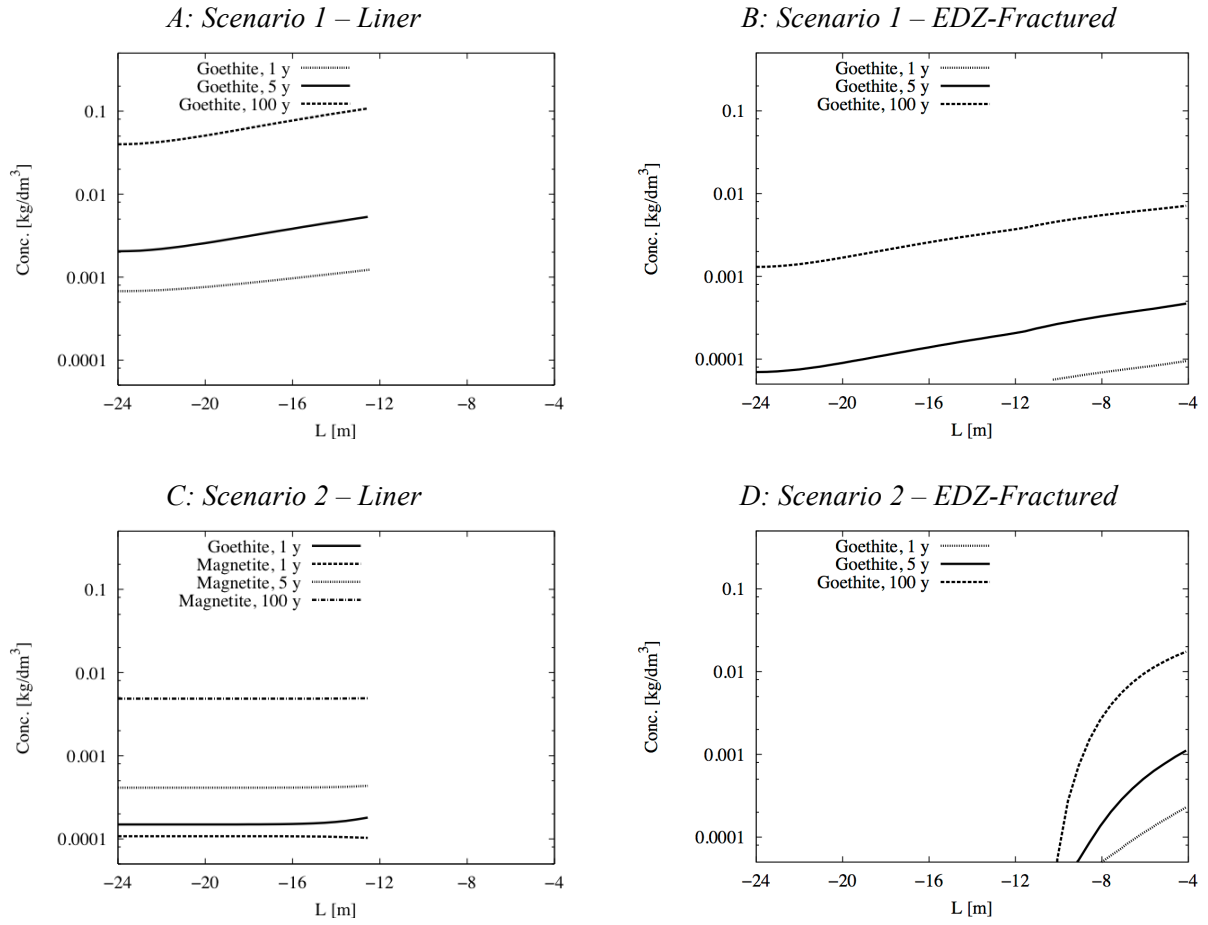 A: Scenario 1 – Liner
Goethite, 1 y
Goethite, 5 y
Goethite, 100 y
0.1
0.01
0.001
0.0001
Conc. [kg/dm³]
−24 −20 −16 −12 −8 −4
L [m]
B: Scenario 1 – EDZ-Fractured
Goethite, 1 y
Goethite, 5 y
Goethite, 100 y
0.1
0.01
0.001
0.0001
Conc. [kg/dm³]
−24 −20 −16 −12 −8 −4
L [m]
C: Scenario 2 – Liner
Goethite, 1 y
Magnetite, 1 y
Magnetite, 5 y
Magnetite, 100 y
0.1
0.01
0.001
0.0001
Conc. [kg/dm³]
−24 −20 −16 −12 −8 −4
L [m]
D: Scenario 2 – EDZ-Fractured
Goethite, 1 y
Goethite, 5 y
Goethite, 100 y
0.1
0.01
0.001
0.0001
Conc. [kg/dm³]
−24 −20 −16 −12 −8 −4
L [m]